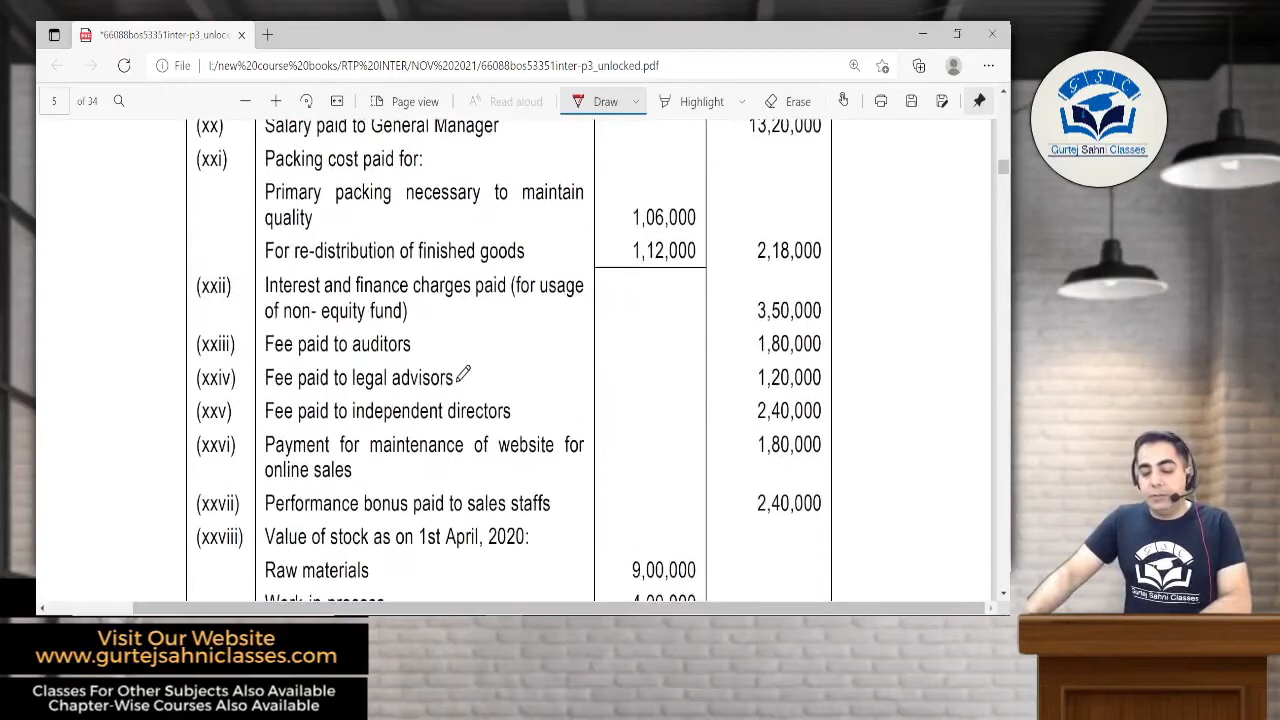 *66088bos53351inter-p3_unlock
File I:/new%20course%20books/RTP%20INTER/NOV%202021/66088bos53351inter-p3_unlocked.pdf
5 of 34 Page view Read aloud Draw Highlight Erase
(xx) Salary paid to General Manager 13,20,000
(xxi) Packing cost paid for:
Primary packing necessary to maintain
quality 1,06,000
For re-distribution of finished goods 1,12,000 2,18,000
(xxii) Interest and finance charges paid (for usage
of non- equity fund) 3,50,000
(xxiii) Fee paid to auditors 1,80,000
(xxiv) Fee paid to legal advisors 1,20,000
(xxv) Fee paid to independent directors 2,40,000
(xxvi) Payment for maintenance of website for 1,80,000
online sales
(xxvii) Performance bonus paid to sales staffs 2,40,000
(xxviii) Value of stock as on 1st April, 2020:
Raw materials 9,00,000
GSC
Gurtej Sahni Classes
GSC
Gurtej Sahni Classes
Visit Our Website
www.gurtejsahniclasses.com
Classes For Other Subjects Also Available
Chapter-Wise Courses Also Available